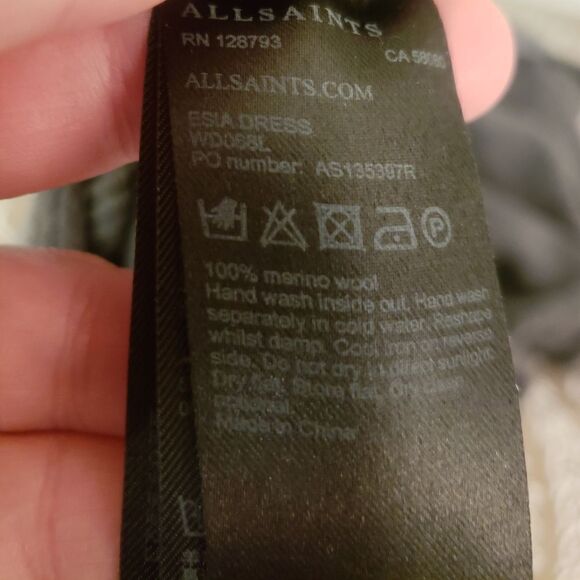 ALLSAINTS
RN 128793
CA 58080
ALLSAINTS.COM
ESIA DRESS
WD068L
PO number: AS135397R
P
100% merino wool
Hand wash inside out. Hand wash
separately in cold water. Reshape
whilst damp. Cool iron on reverse
side. Do not dry in direct sunlight.
Dry flat. Store flat. Dry clean
optional.
Made in China